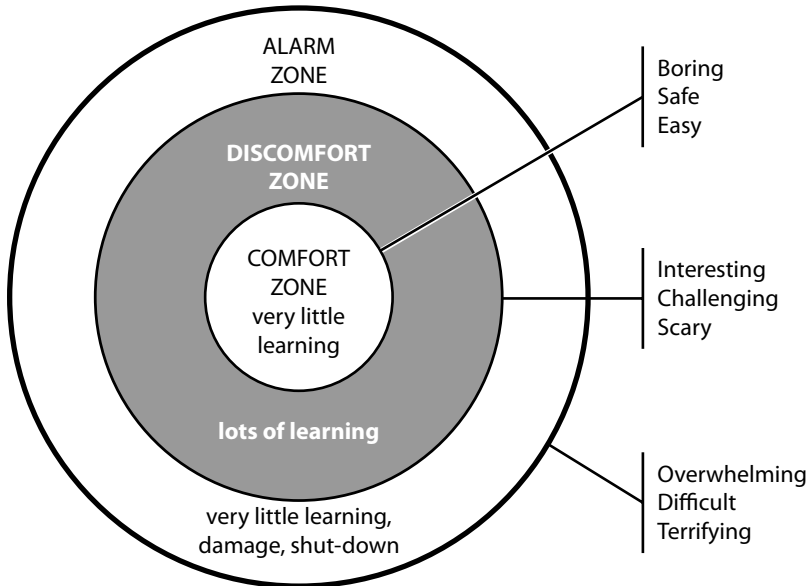 ALARM
ZONE
DISCOMFORT
ZONE
COMFORT
ZONE
very little
learning
lots of learning
very little learning,
damage, shut-down
Boring
Safe
Easy
Interesting
Challenging
Scary
Overwhelming
Difficult
Terrifying